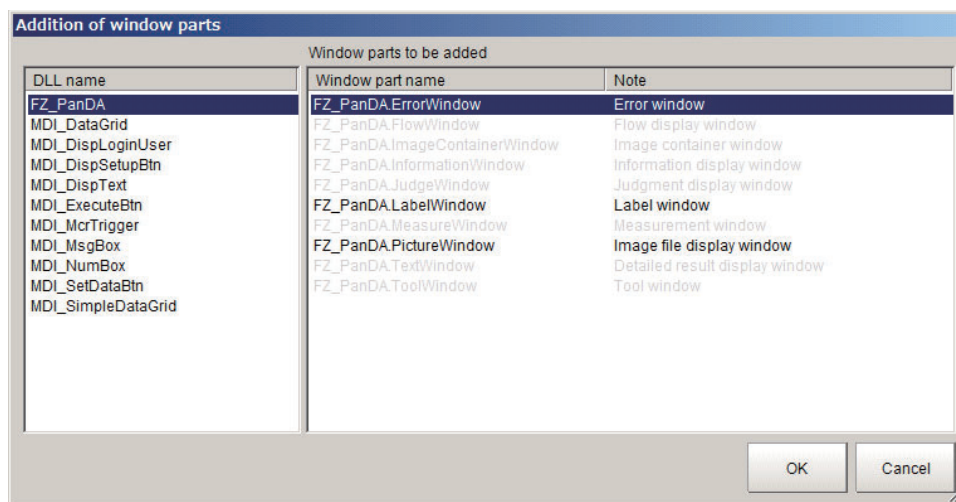 Addition of window parts
Window parts to be added
DLL name
FZ_PanDA
MDI_DataGrid
MDI_DispLoginUser
MDI_DispSetupBtn
MDI_DispText
MDI_ExecuteBtn
MDI_McrTrigger
MDI_MsgBox
MDI_NumBox
MDI_SetDataBtn
MDI_SimpleDataGrid
Window part name Note
FZ_PanDA.ErrorWindow Error window
FZ_PanDA.FlowWindow Flow display window
FZ_PanDA.ImageContainerWindow Image container window
FZ_PanDA.InformationWindow Information display window
FZ_PanDA.JudgeWindow Judgment display window
FZ_PanDA.LabelWindow Label window
FZ_PanDA.MeasureWindow Measurement window
FZ_PanDA.PictureWindow Image file display window
FZ_PanDA.TextWindow Detailed result display window
FZ_PanDA.ToolWindow Tool window
OK Cancel